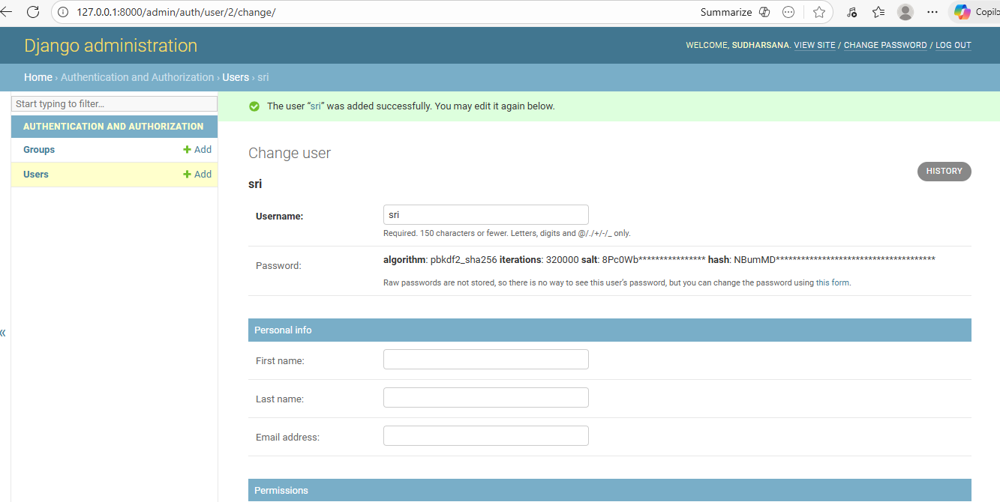 127.0.0.1:8000/admin/auth/user/2/change/ Summarize
Django administration
WELCOME, SUDHARSANA. VIEW SITE / CHANGE PASSWORD / LOG OUT
Home › Authentication and Authorization › Users › sri
Start typing to filter...
AUTHENTICATION AND AUTHORIZATION
Groups + Add
Users + Add
«
The user “sri” was added successfully. You may edit it again below.
Change user
HISTORY
sri
Username: sri
Required. 150 characters or fewer. Letters, digits and @/./+/-/_ only.
Password: algorithm: pbkdf2_sha256 iterations: 320000 salt: 8Pc0Wb**************** hash: NBumMD**************************************
Raw passwords are not stored, so there is no way to see this user’s password, but you can change the password using this form.
Personal info
First name:
Last name:
Email address:
Permissions